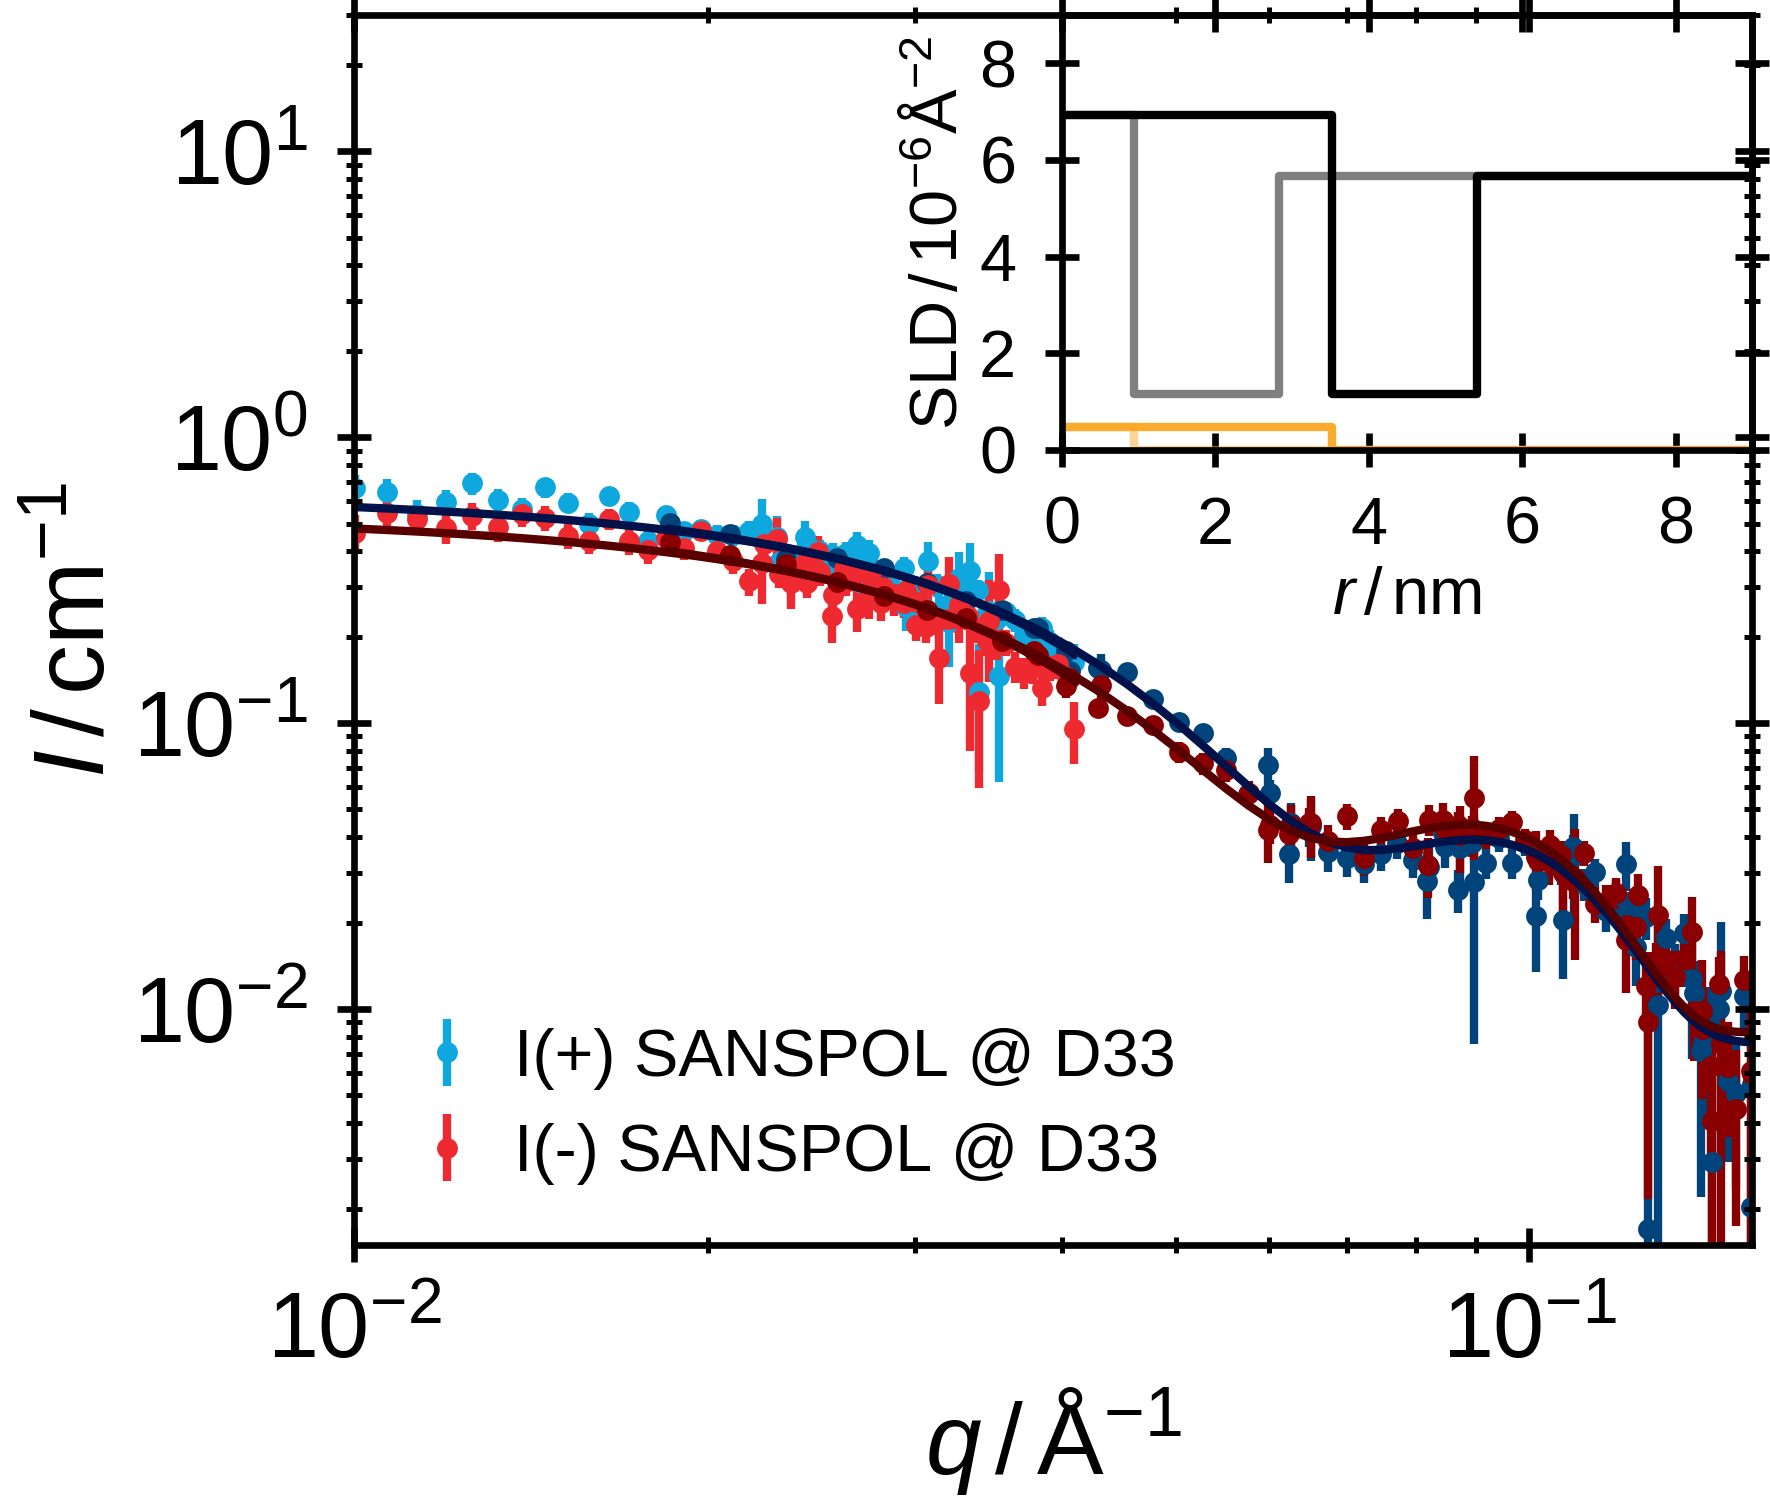 10¹
10⁰
10⁻¹
10⁻²
I / cm⁻¹
SLD / 10⁻⁶Å⁻²
8
6
4
2
0
0 2 4 6 8
r / nm
I(+) SANSPOL @ D33
I(-) SANSPOL @ D33
10⁻² 10⁻¹
q / Å⁻¹